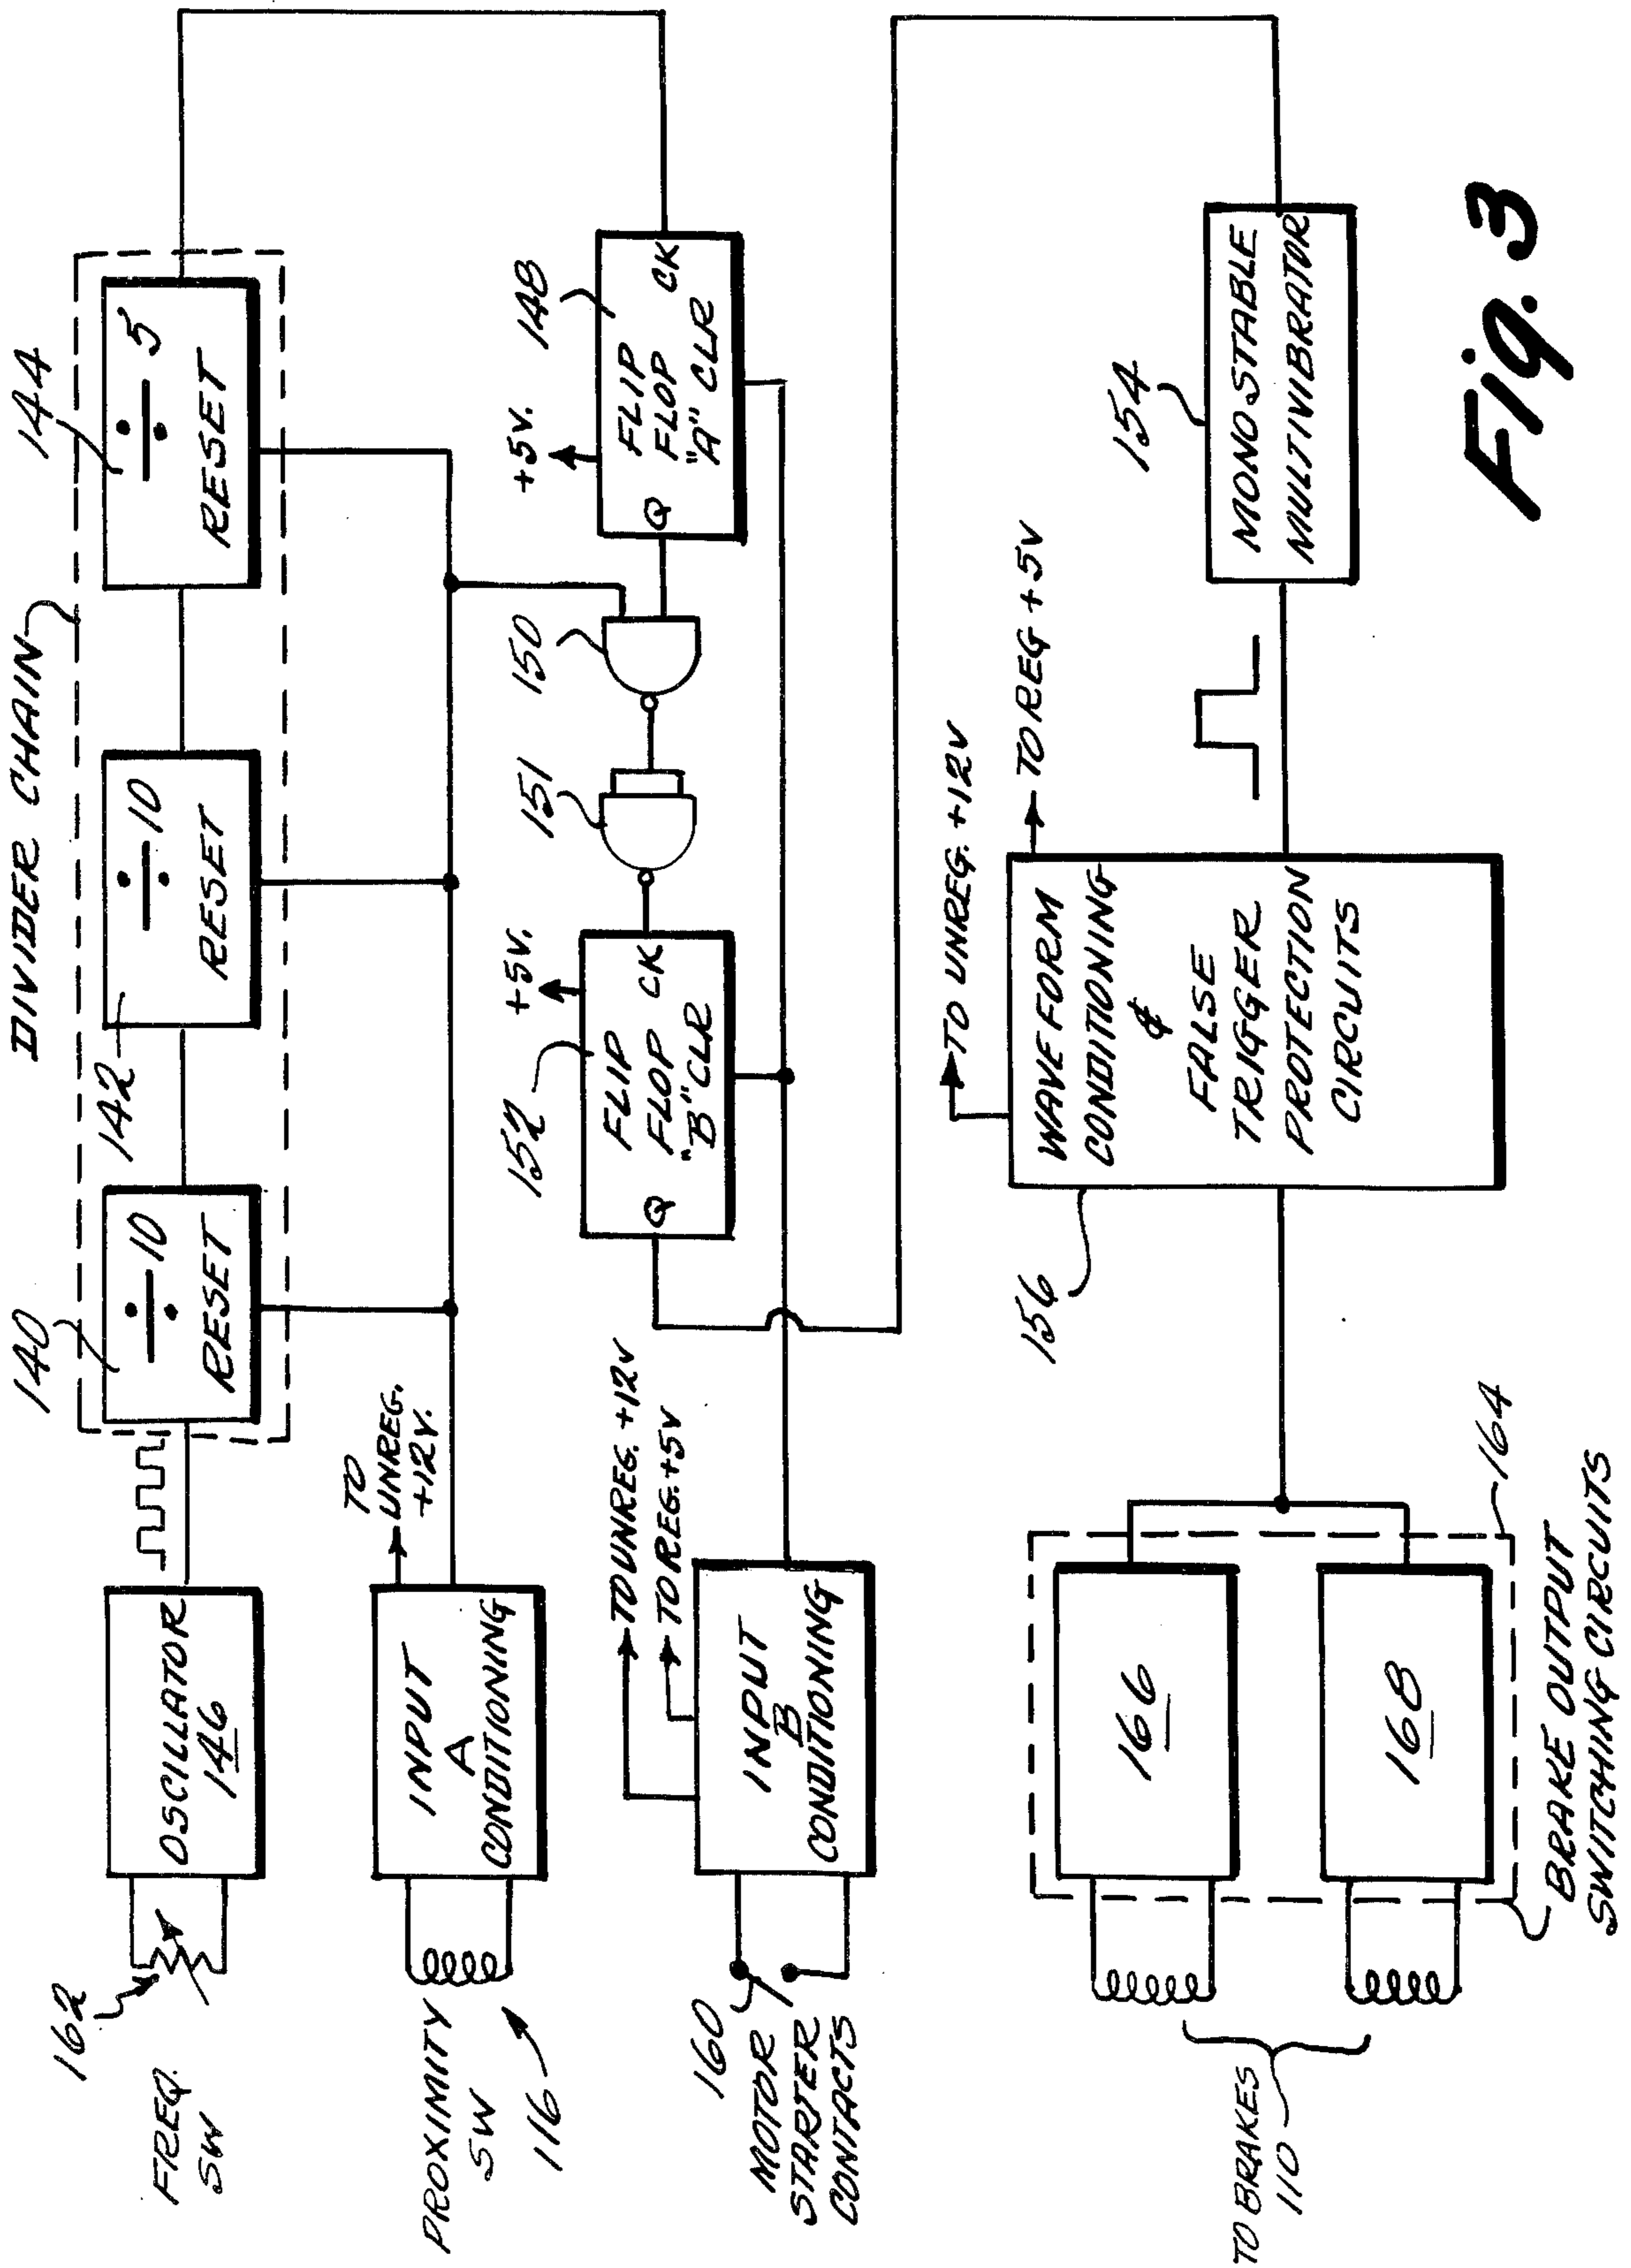 DIVIDER CHAIN
140
142
144
÷ 10
RESET
÷ 10
RESET
÷ 5
RESET
162
FREQ.
SW
OSCILLATOR
146
PROXIMITY
SW
116
INPUT
A
CONDITIONING
TO
UNREG.
+12V.
152
+5V.
FLIP
FLOP
"B" CLR
Q
CK
151
150
148
+5V.
FLIP
FLOP
"A" CLR
Q
CK
160
MOTOR
STARTER
CONTACTS
INPUT
B
CONDITIONING
TO UNREG. +12V
TO REG. +5V
TO UNREG. +12V
TO REG +5V
156
WAVE FORM
CONDITIONING
&
FALSE
TRIGGER
PROTECTION
CIRCUITS
154
MONO STABLE
MULTIVIBRATOR
TO BRAKES
110
166
168
164
BRAKE OUTPUT
SWITCHING CIRCUITS
Fig. 3